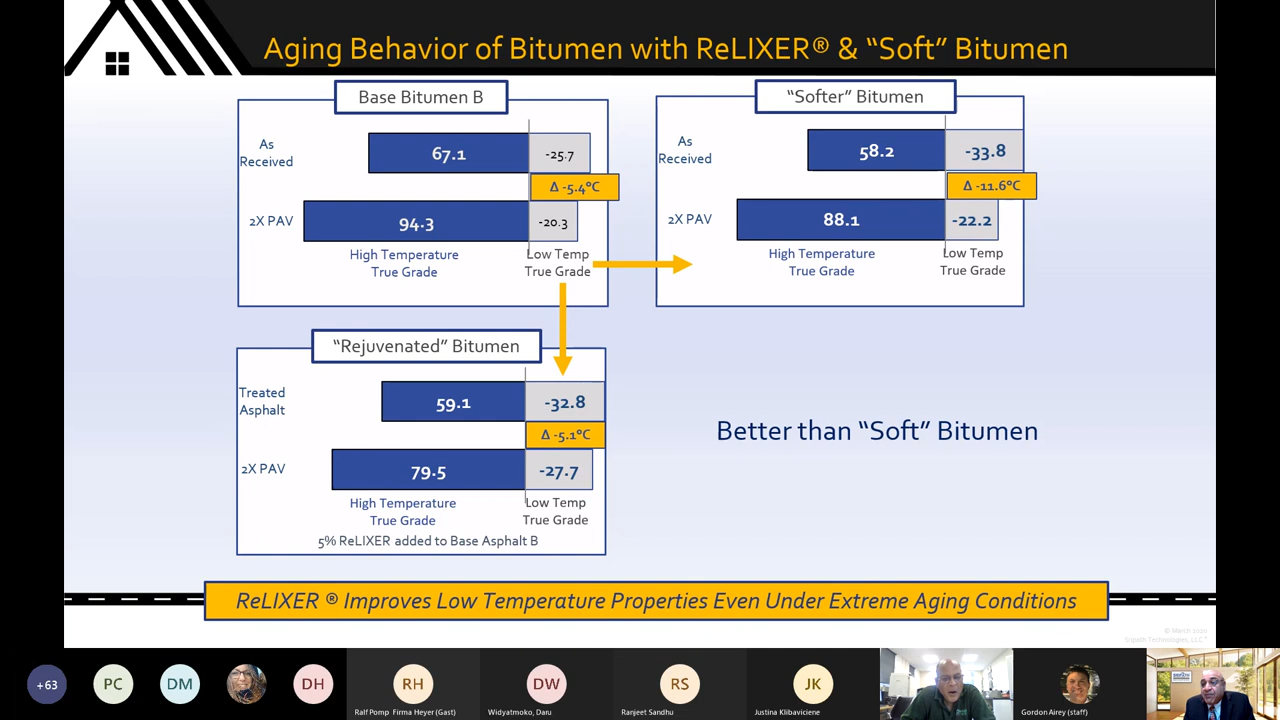 Aging Behavior of Bitumen with ReLIXER® & “Soft” Bitumen
Base Bitumen B
As
Received
67.1
-25.7
Δ -5.4°C
2X PAV
94.3
-20.3
High Temperature
True Grade
Low Temp
True Grade
“Softer” Bitumen
As
Received
58.2
-33.8
Δ -11.6°C
2X PAV
88.1
-22.2
High Temperature
True Grade
Low Temp
True Grade
“Rejuvenated” Bitumen
Treated
Asphalt
59.1
-32.8
Δ -5.1°C
2X PAV
79.5
-27.7
High Temperature
True Grade
Low Temp
True Grade
5% ReLIXER added to Base Asphalt B
Better than “Soft” Bitumen
ReLIXER ® Improves Low Temperature Properties Even Under Extreme Aging Conditions
© March 2020
Technologies, LLC
+63
PC
DM
DH
RH
Ralf Pomp Firma Heyer (Gast)
DW
Widyatmoko, Daru
RS
Ranjeet Sandhu
JK
Justina Klibaviciene
Gordon Airey (staff)